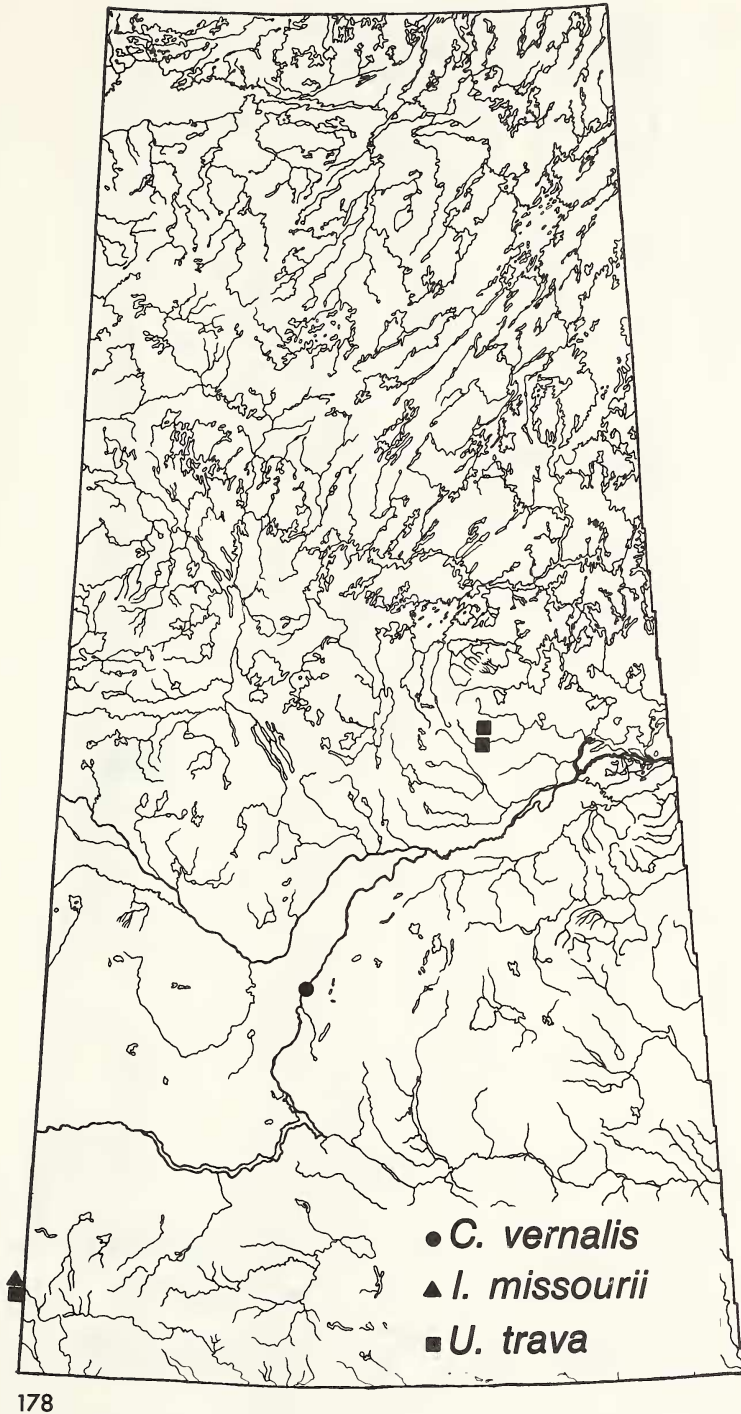 ● C. vernalis
▲ I. missourii
■ U. trava
178